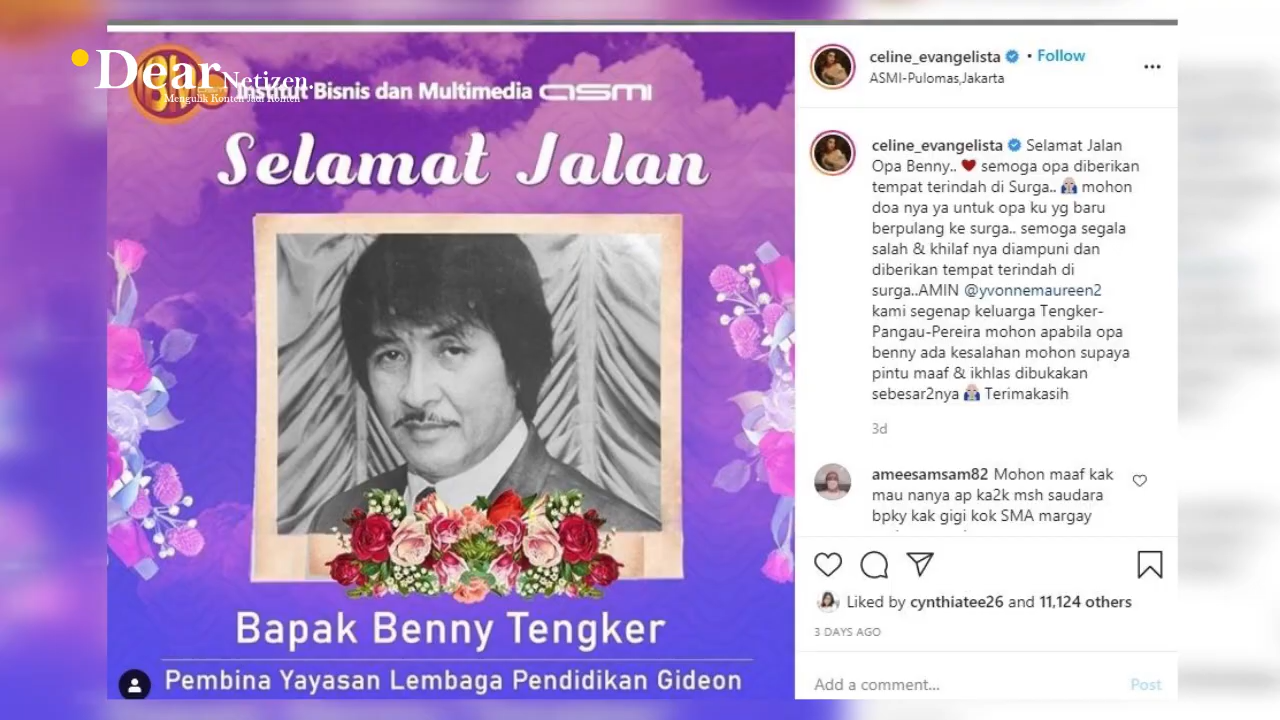 Dear Netizen.
Mengulik Konten Jadi Konten
Institut Bisnis dan Multimedia asmi
Selamat Jalan
Bapak Benny Tengker
Pembina Yayasan Lembaga Pendidikan Gideon
celine_evangelista • Follow
ASMI-Pulomas,Jakarta
celine_evangelista Selamat Jalan
Opa Benny.. ❤ semoga opa diberikan
tempat terindah di Surga.. 🙏 mohon
doa nya ya untuk opa ku yg baru
berpulang ke surga.. semoga segala
salah & khilaf nya diampuni dan
diberikan tempat terindah di
surga..AMIN @yvonnemaureen2
kami segenap keluarga Tengker-
Pangau-Pereira mohon apabila opa
benny ada kesalahan mohon supaya
pintu maaf & ikhlas dibukakan
sebesar2nya 🙏 Terimakasih
3d
ameesamsam82 Mohon maaf kak
mau nanya ap ka2k msh saudara
bpky kak gigi kok SMA margay
Liked by cynthiatee26 and 11,124 others
3 DAYS AGO
Add a comment...
Post